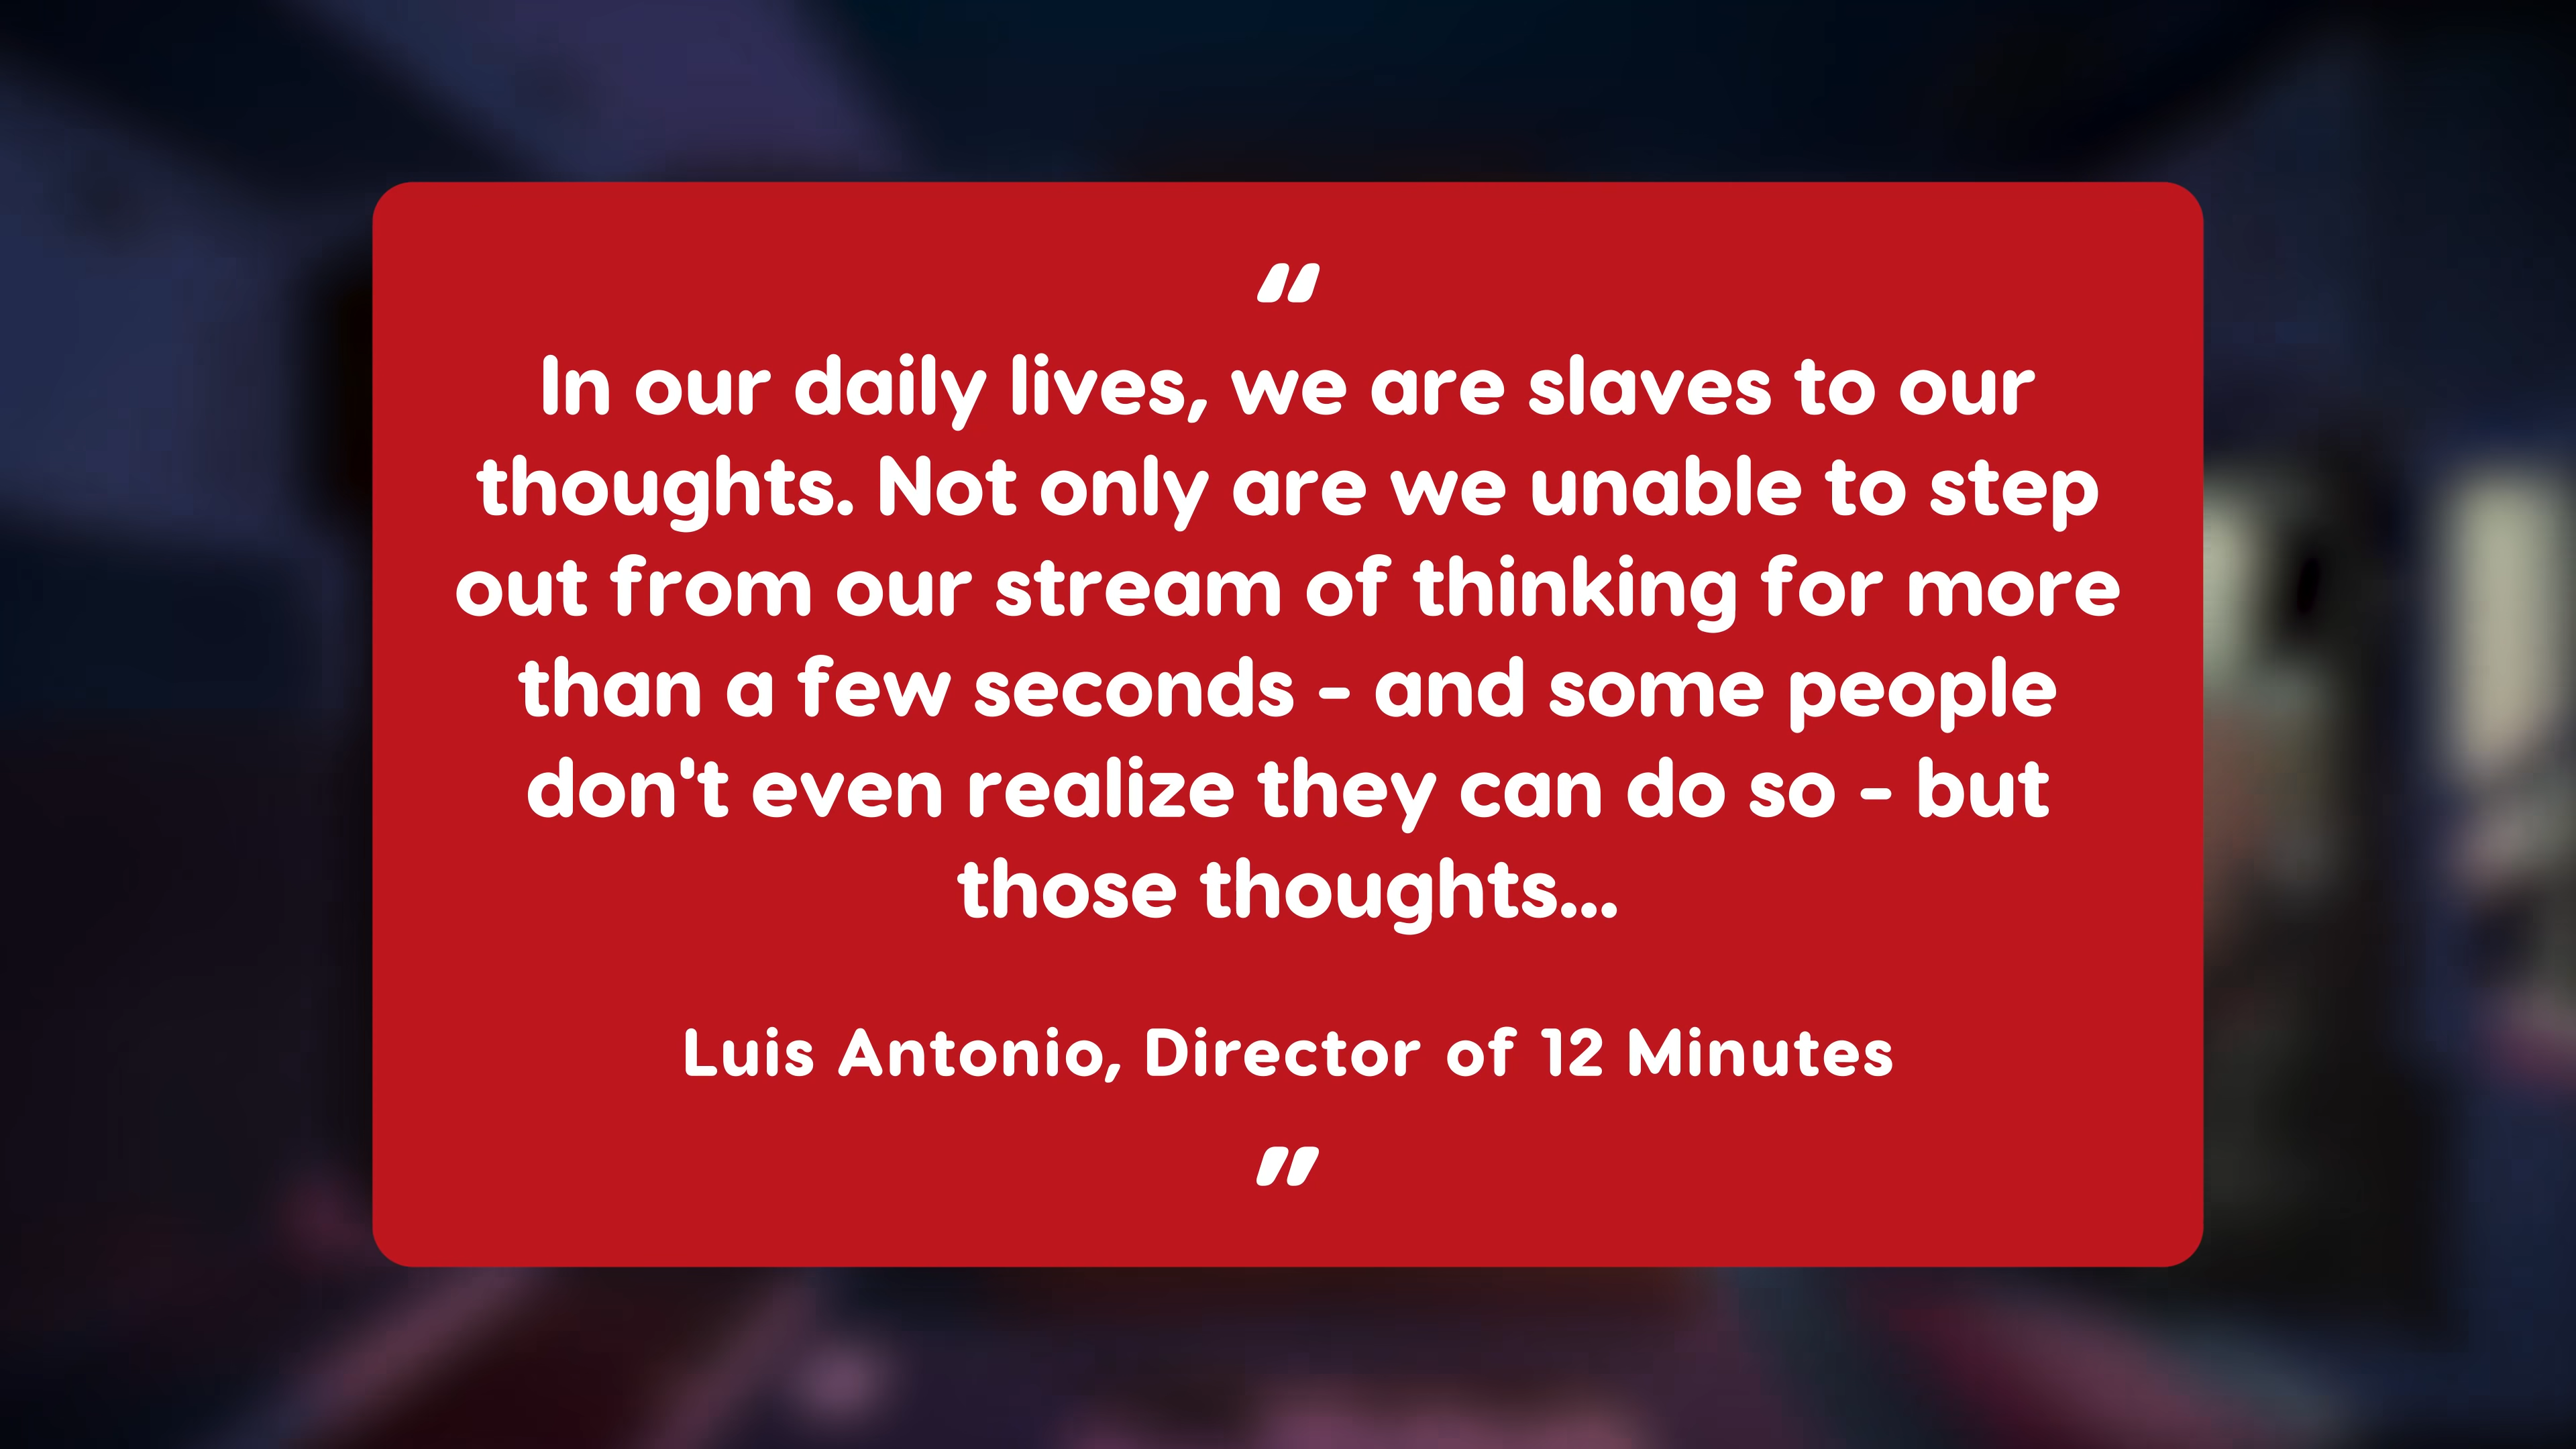 “
In our daily lives, we are slaves to our
thoughts. Not only are we unable to step
out from our stream of thinking for more
than a few seconds - and some people
don't even realize they can do so - but
those thoughts...
Luis Antonio, Director of 12 Minutes
”